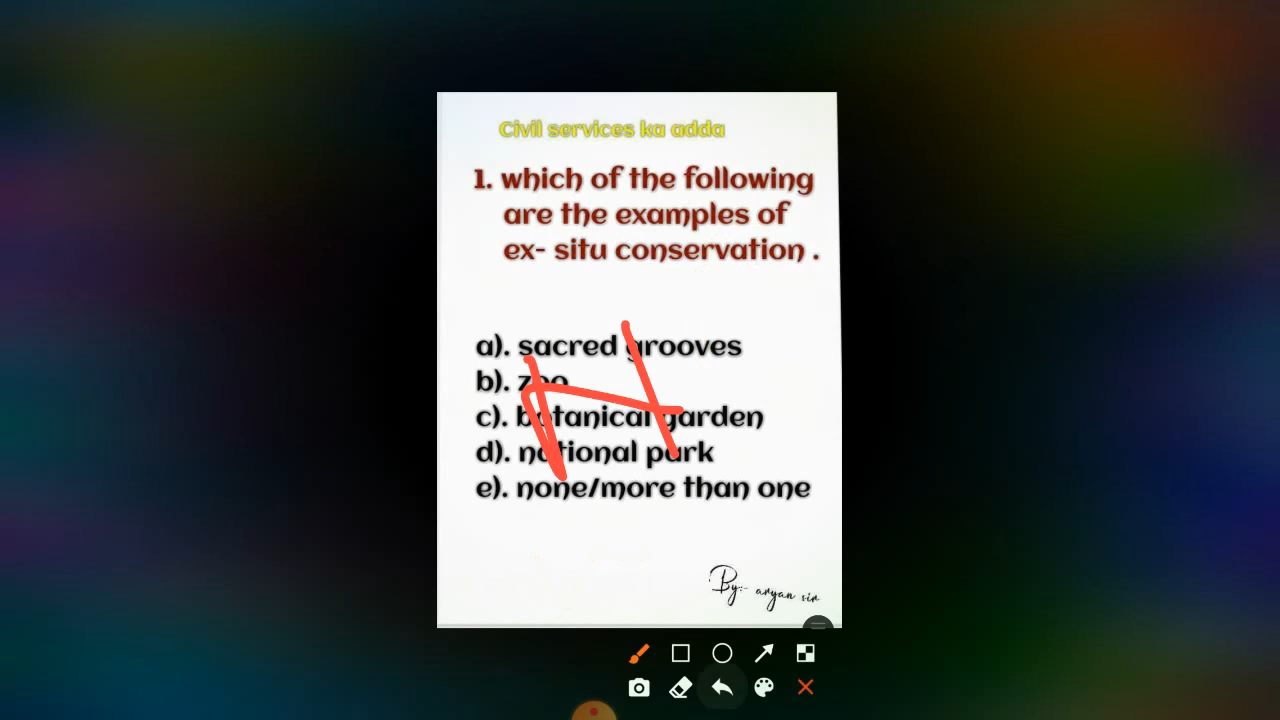 Civil services ka adda
1. which of the following
are the examples of
ex- situ conservation .
a). sacred grooves
b). zoo
c). botanical garden
d). national park
e). none/more than one
By:- aryan sir